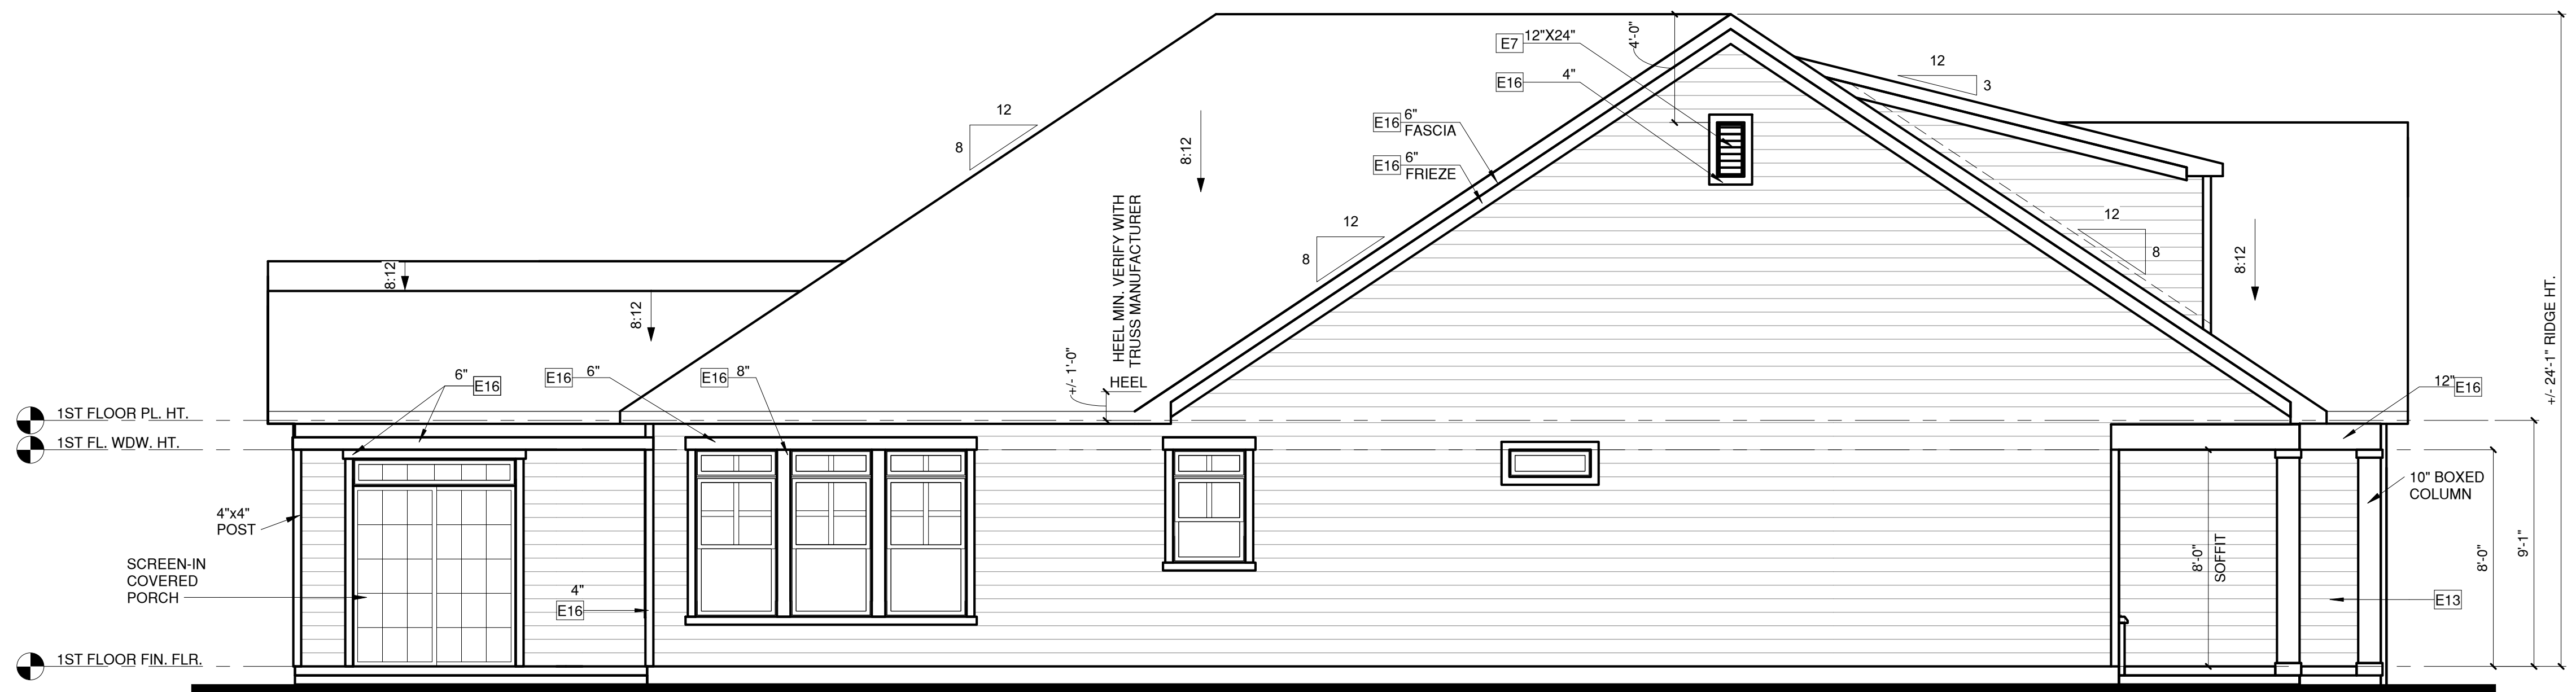 E7 12"X24"
4'-0"
E16 4"
12
3
12
8
E16 6"
FASCIA
E16 6"
FRIEZE
8:12
12
8
12
8
8:12
HEEL MIN. VERIFY WITH
TRUSS MANUFACTURER
+/- 1'-0"
HEEL
8:12
8:12
+/- 24'-1" RIDGE HT.
6" E16
E16 6"
E16 8"
12" E16
1ST FLOOR PL. HT.
1ST FL. WDW. HT.
4"x4"
POST
10" BOXED
COLUMN
SCREEN-IN
COVERED
PORCH
4"
E16
8'-0"
SOFFIT
8'-0"
9'-1"
E13
1ST FLOOR FIN. FLR.